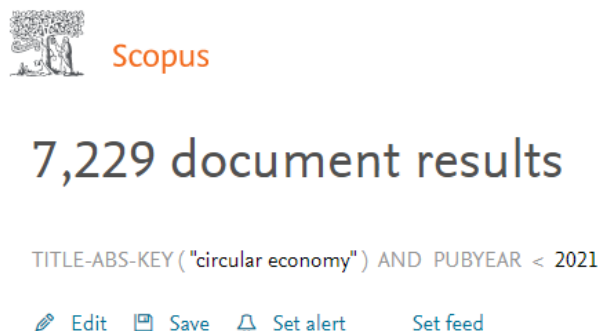 Scopus
7,229 document results
TITLE-ABS-KEY ( "circular economy" ) AND PUBYEAR < 2021
Edit Save Set alert Set feed